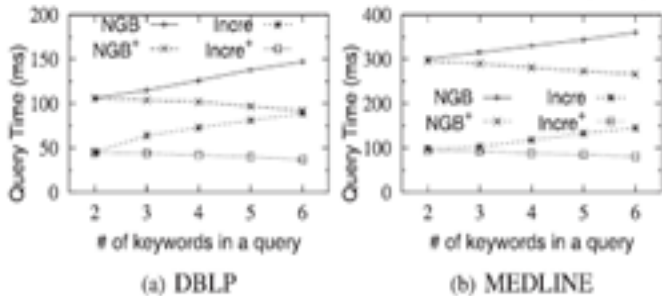 200
150
100
50
0
Query Time (ms)
NGB Incre
NGB+ Incre+
2 3 4 5 6
# of keywords in a query
(a) DBLP
400
300
200
100
0
Query Time (ms)
NGB Incre
NGB+ Incre+
2 3 4 5 6
# of keywords in a query
(b) MEDLINE